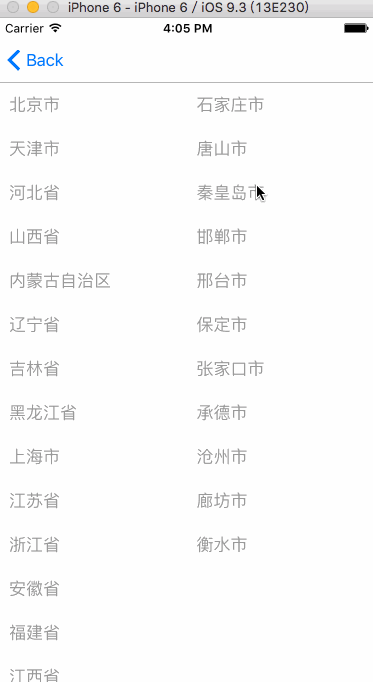 iPhone 6 - iPhone 6 / iOS 9.3 (13E230)
Carrier 4:05 PM
Back
北京市 石家庄市
天津市 唐山市
河北省 秦皇岛市
山西省 邯郸市
内蒙古自治区 邢台市
辽宁省 保定市
吉林省 张家口市
黑龙江省 承德市
上海市 沧州市
江苏省 廊坊市
浙江省 衡水市
安徽省
福建省
江西省